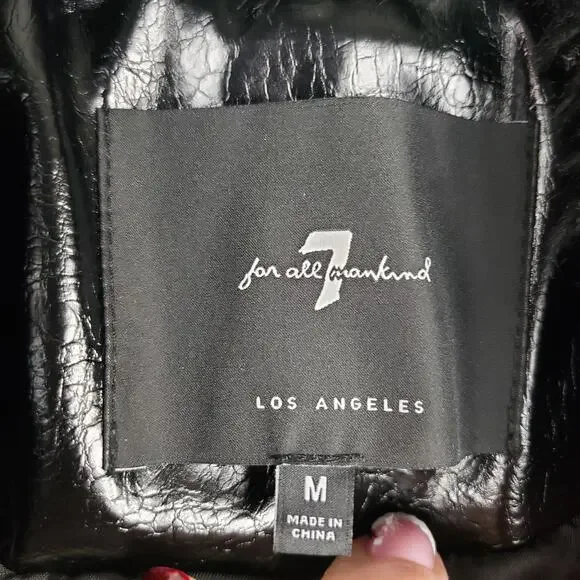 7
for all mankind
LOS ANGELES
M
MADE IN
CHINA